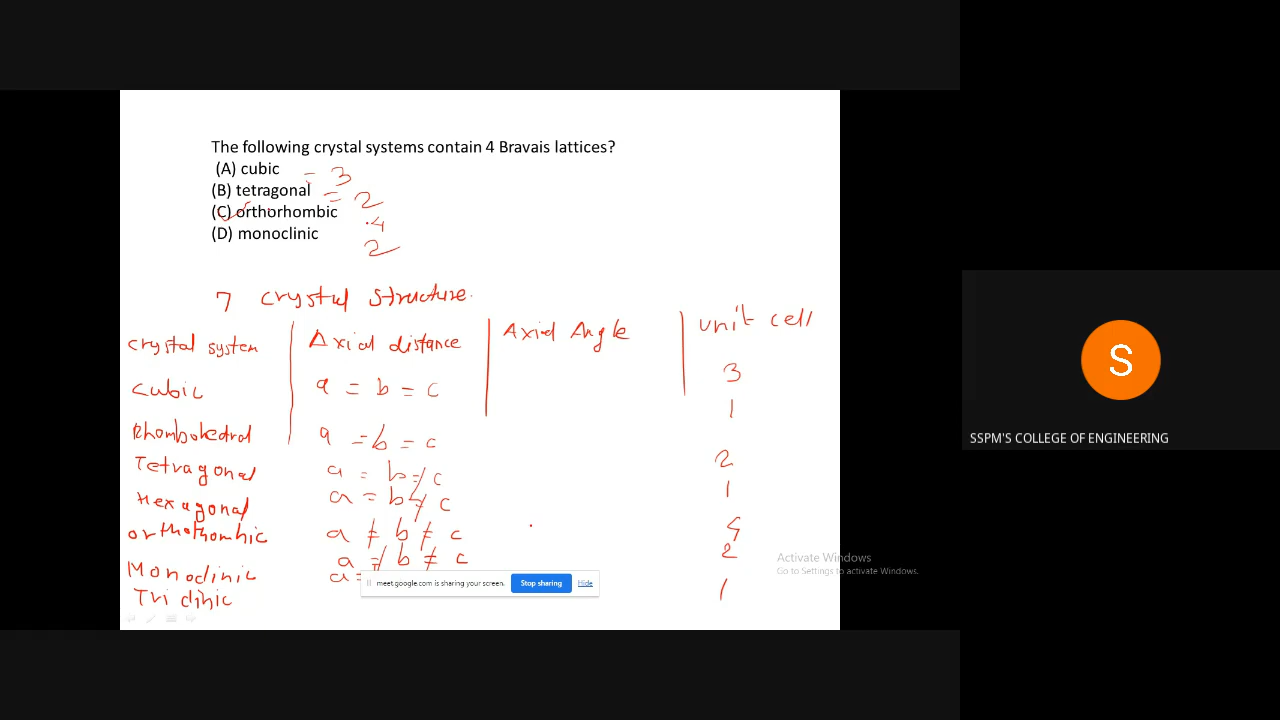 The following crystal systems contain 4 Bravais lattices?
(A) cubic = 3
(B) tetragonal = 2
(C) orthorhombic .4
(D) monoclinic 2
7 crystal structure.
crystal system Axial distance Axial Angle unit cell
cubic a = b = c 3
Rhombohedral a = b = c 1
Tetragonal a = b ≠ c 2
Hexagonal a = b ≠ c 1
orthorhombic a ≠ b ≠ c 4
Monoclinic a ≠ b ≠ c 2
Triclinic a = 1
meet.google.com is sharing your screen. Stop sharing Hide
Activate Windows
Go to Settings to activate Windows.
S
SSPM'S COLLEGE OF ENGINEERING